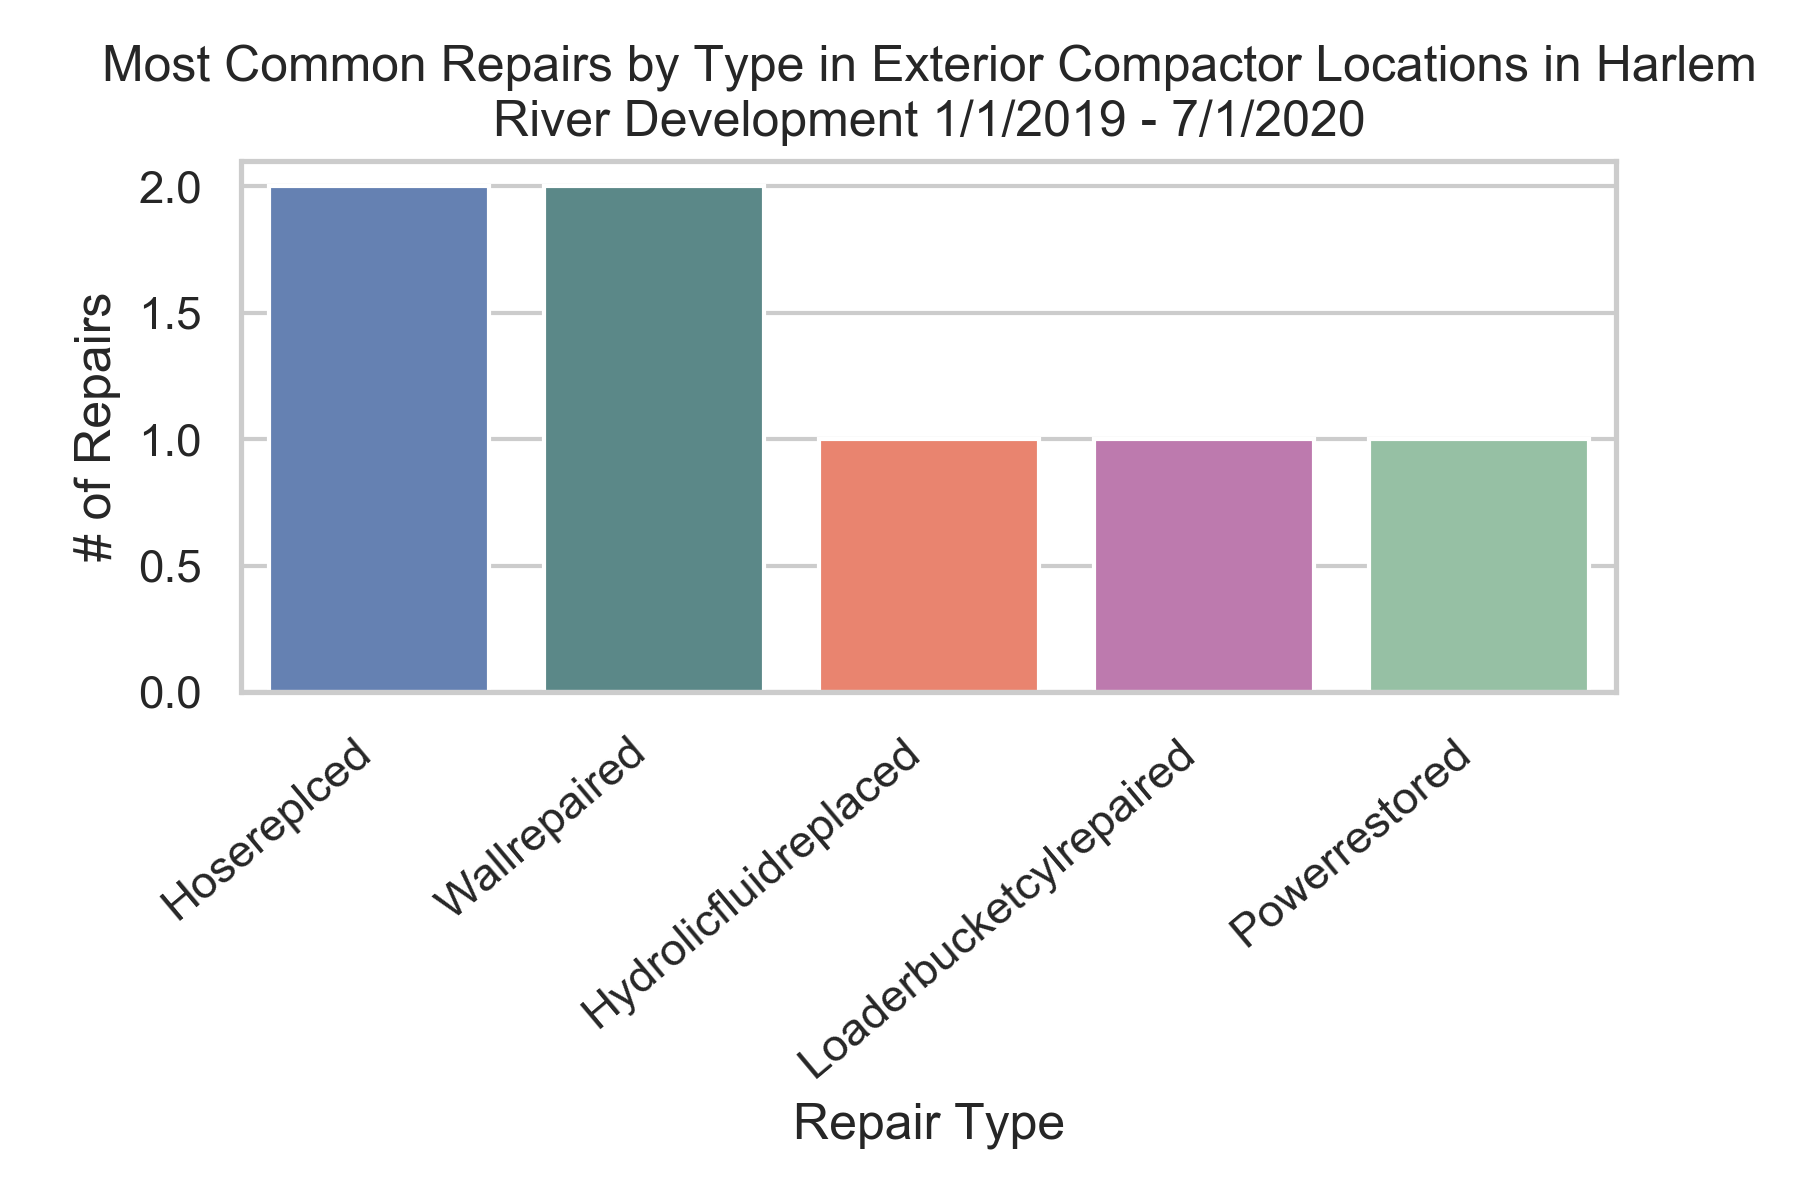 Most Common Repairs by Type in Exterior Compactor Locations in Harlem
River Development 1/1/2019 - 7/1/2020
# of Repairs
2.0
1.5
1.0
0.5
0.0
Hosereplced
Wallrepaired
Hydrolicfluidreplaced
Loaderbucketcylrepaired
Powerrestored
Repair Type